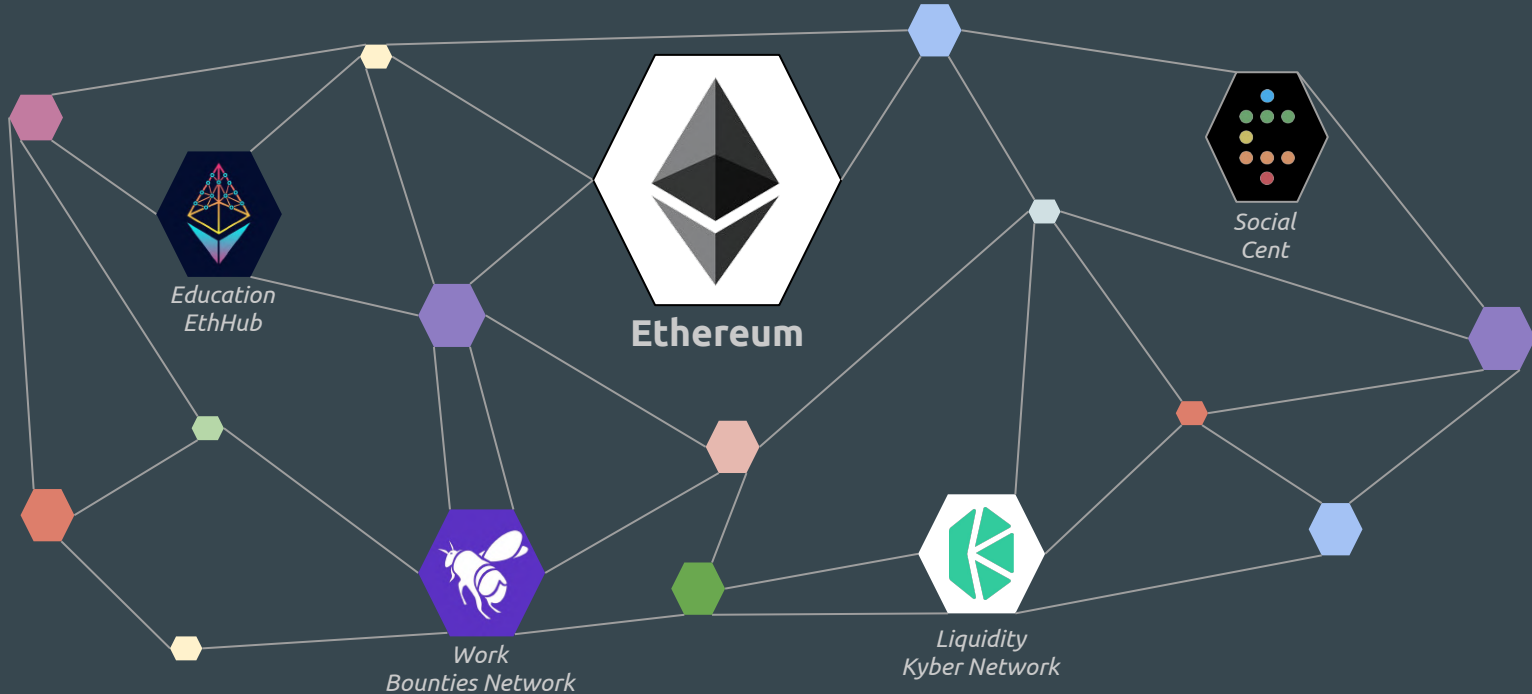 Social
Cent
Education
EthHub
Ethereum
Work
Bounties Network
Liquidity
Kyber Network